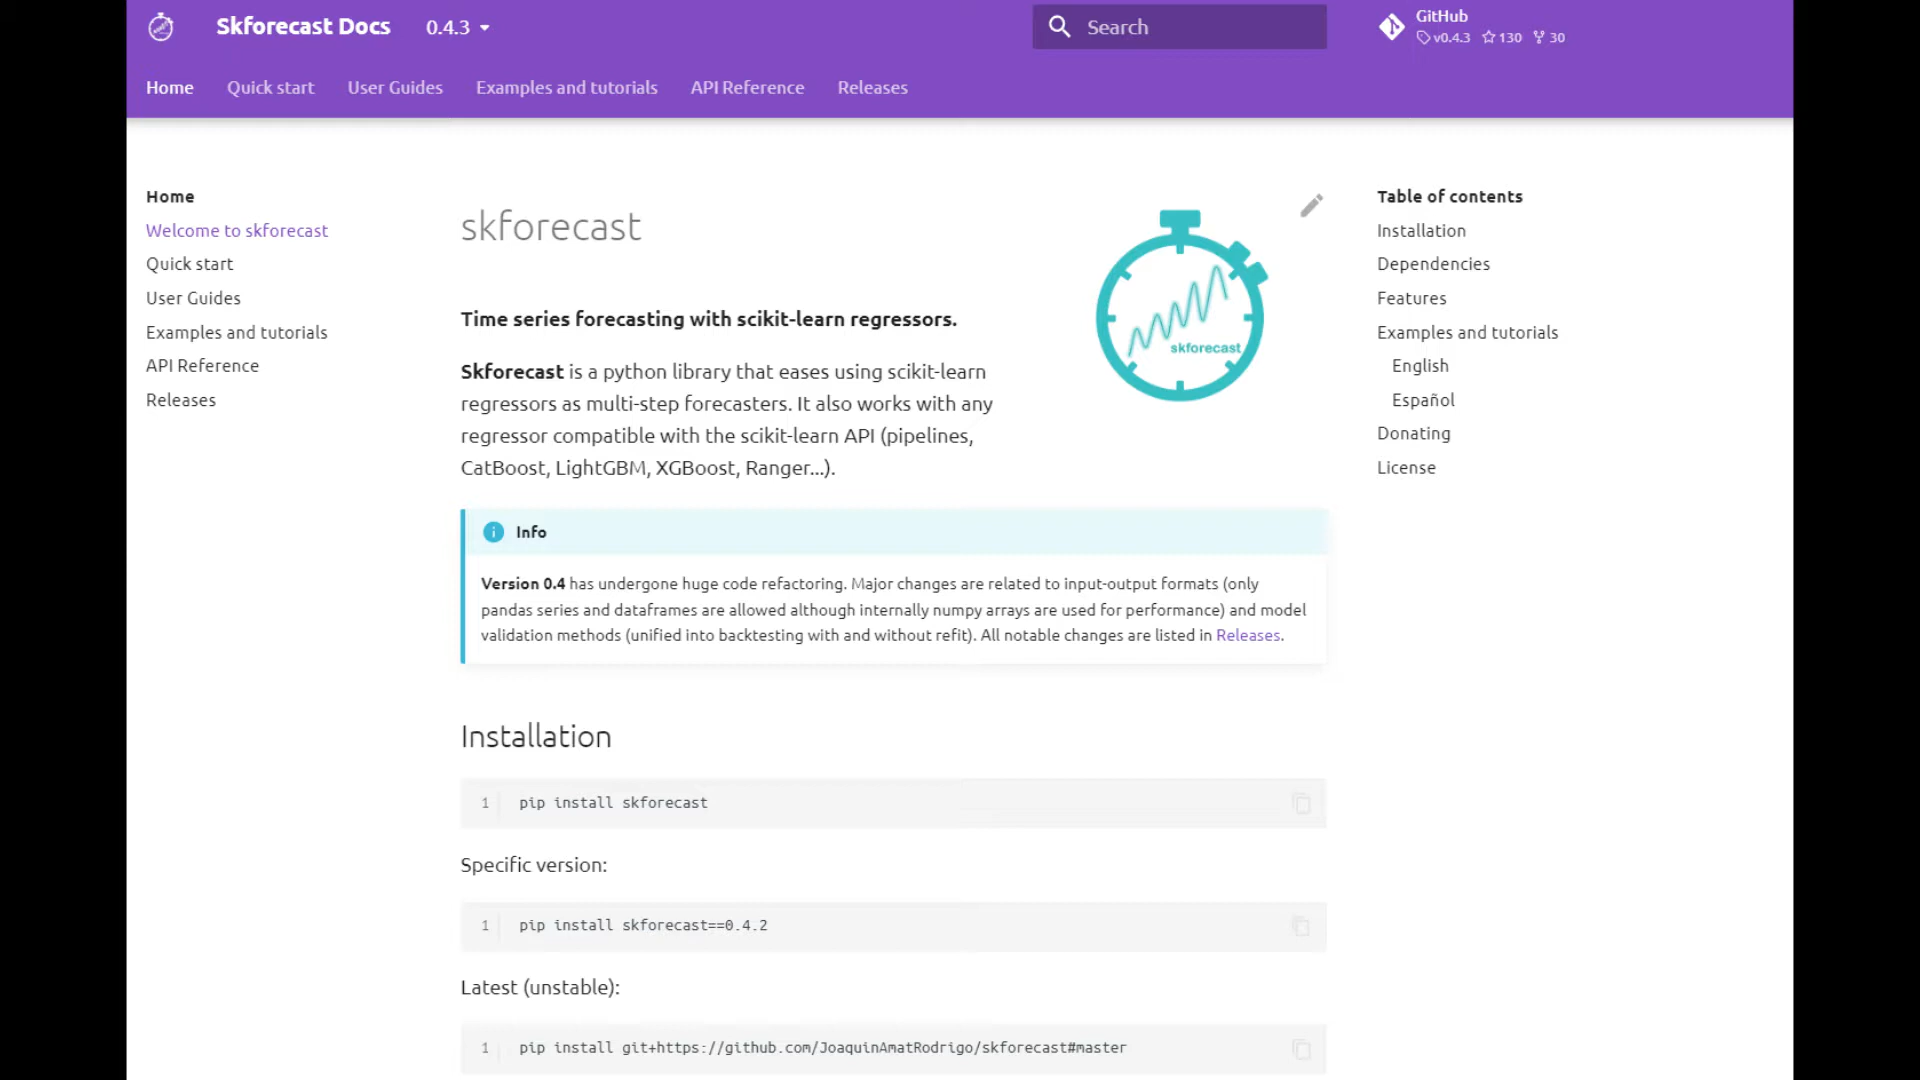 Skforecast Docs 0.4.3
Search
GitHub
v0.4.3 130 30
Home Quick start User Guides Examples and tutorials API Reference Releases
Home
Welcome to skforecast
Quick start
User Guides
Examples and tutorials
API Reference
Releases
skforecast
Time series forecasting with scikit-learn regressors.
Skforecast is a python library that eases using scikit-learn
regressors as multi-step forecasters. It also works with any
regressor compatible with the scikit-learn API (pipelines,
CatBoost, LightGBM, XGBoost, Ranger...).
skforecast
Info
Version 0.4 has undergone huge code refactoring. Major changes are related to input-output formats (only
pandas series and dataframes are allowed although internally numpy arrays are used for performance) and model
validation methods (unified into backtesting with and without refit). All notable changes are listed in Releases.
Installation
1 pip install skforecast
Specific version:
1 pip install skforecast==0.4.2
Latest (unstable):
1 pip install git+https://github.com/JoaquinAmatRodrigo/skforecast#master
Table of contents
Installation
Dependencies
Features
Examples and tutorials
English
Español
Donating
License